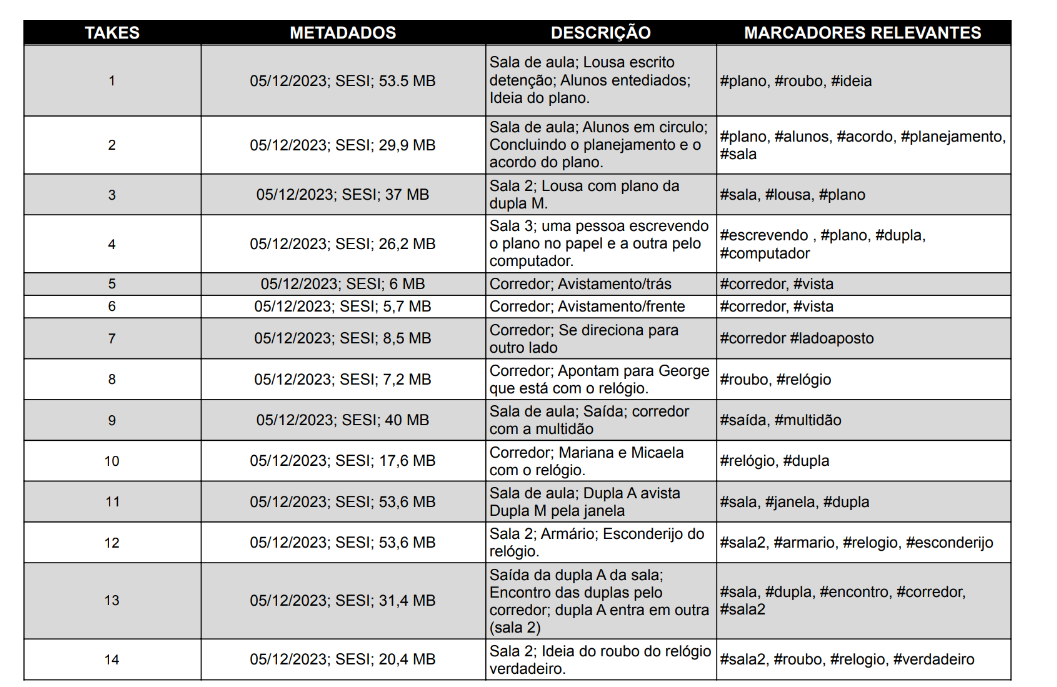 TAKES METADADOS DESCRIÇÃO MARCADORES RELEVANTES
1 05/12/2023; SESI; 53.5 MB Sala de aula; Lousa escrito
detenção; Alunos entediados;
Ideia do plano. #plano, #roubo, #ideia
2 05/12/2023; SESI; 29,9 MB Sala de aula; Alunos em circulo;
Concluindo o planejamento e o
acordo do plano. #plano, #alunos, #acordo, #planejamento,
#sala
3 05/12/2023; SESI; 37 MB Sala 2; Lousa com plano da
dupla M. #sala, #lousa, #plano
4 05/12/2023; SESI; 26,2 MB Sala 3; uma pessoa escrevendo
o plano no papel e a outra pelo
computador. #escrevendo , #plano, #dupla,
#computador
5 05/12/2023; SESI; 6 MB Corredor; Avistamento/trás #corredor, #vista
6 05/12/2023; SESI; 5,7 MB Corredor; Avistamento/frente #corredor, #vista
7 05/12/2023; SESI; 8,5 MB Corredor; Se direciona para
outro lado #corredor #ladoaposto
8 05/12/2023; SESI; 7,2 MB Corredor; Apontam para George
que está com o relógio. #roubo, #relógio
9 05/12/2023; SESI; 40 MB Sala de aula; Saída; corredor
com a multidão #saída, #multidão
10 05/12/2023; SESI; 17,6 MB Corredor; Mariana e Micaela
com o relógio. #relógio, #dupla
11 05/12/2023; SESI; 53,6 MB Sala de aula; Dupla A avista
Dupla M pela janela #sala, #janela, #dupla
12 05/12/2023; SESI; 53,6 MB Sala 2; Armário; Esconderijo do
relógio. #sala2, #armario, #relogio, #esconderijo
13 05/12/2023; SESI; 31,4 MB Saída da dupla A da sala;
Encontro das duplas pelo
corredor; dupla A entra em outra
(sala 2) #sala, #dupla, #encontro, #corredor,
#sala2
14 05/12/2023; SESI; 20,4 MB Sala 2; Ideia do roubo do relógio
verdadeiro. #sala2, #roubo, #relogio, #verdadeiro